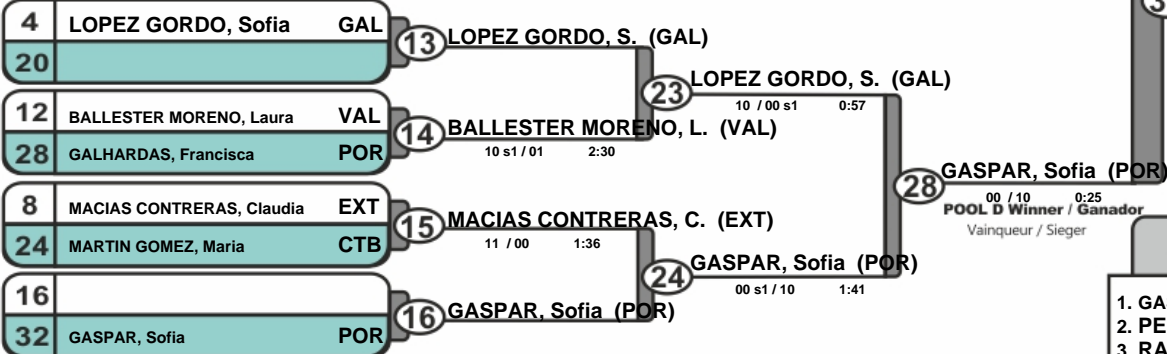 4 LOPEZ GORDO, Sofia GAL
20
13 LOPEZ GORDO, S. (GAL)
12 BALLESTER MORENO, Laura VAL
28 GALHARDAS, Francisca POR
14 BALLESTER MORENO, L. (VAL)
10 s1 / 01 2:30
23 LOPEZ GORDO, S. (GAL)
10 / 00 s1 0:57
8 MACIAS CONTRERAS, Claudia EXT
24 MARTIN GOMEZ, Maria CTB
15 MACIAS CONTRERAS, C. (EXT)
11 / 00 1:36
16
32 GASPAR, Sofia POR
16 GASPAR, Sofia (POR)
24 GASPAR, Sofia (POR)
00 s1 / 10 1:41
28 GASPAR, Sofia (POR)
00 / 10 0:25
POOL D Winner / Ganador
Vainqueur / Sieger
1. GA
2. PE
3. RA